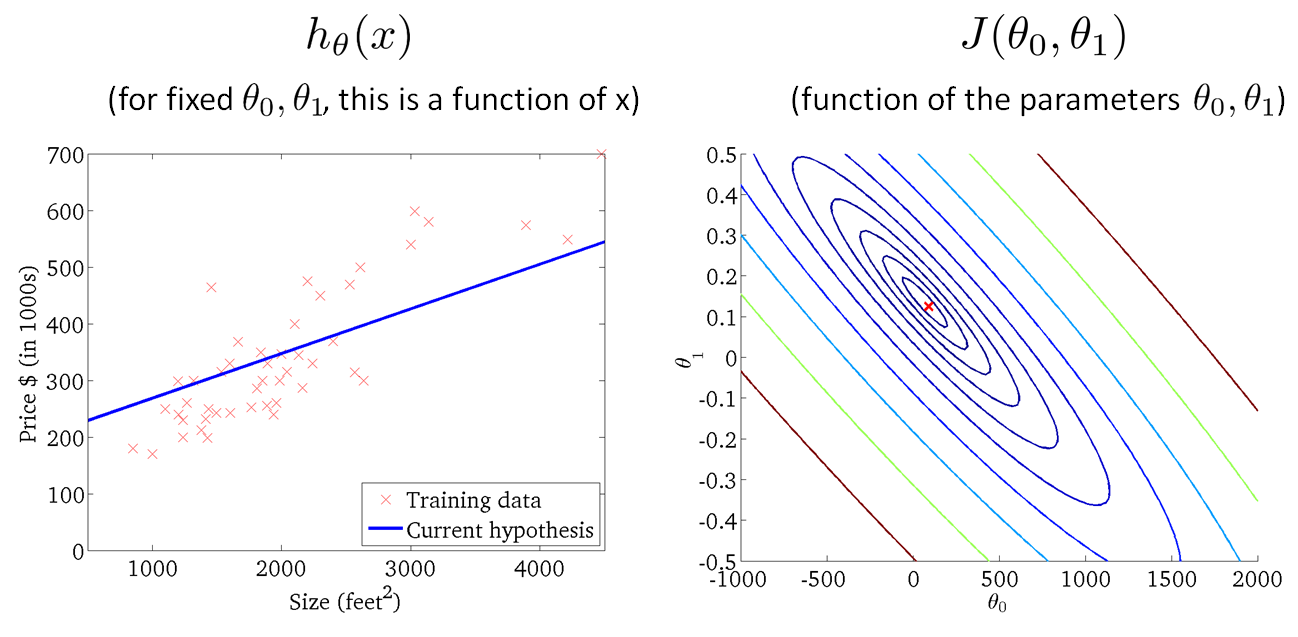 hθ(x)
(for fixed θ0, θ1, this is a function of x)
700
600
500
400
300
200
100
0
Price $ (in 1000s)
Training data
Current hypothesis
1000 2000 3000 4000
Size (feet2)
J(θ0, θ1)
(function of the parameters θ0, θ1)
0.5
0.4
0.3
0.2
0.1
0
-0.1
-0.2
-0.3
-0.4
-0.5
θ1
-1000 -500 0 500 1000 1500 2000
θ0